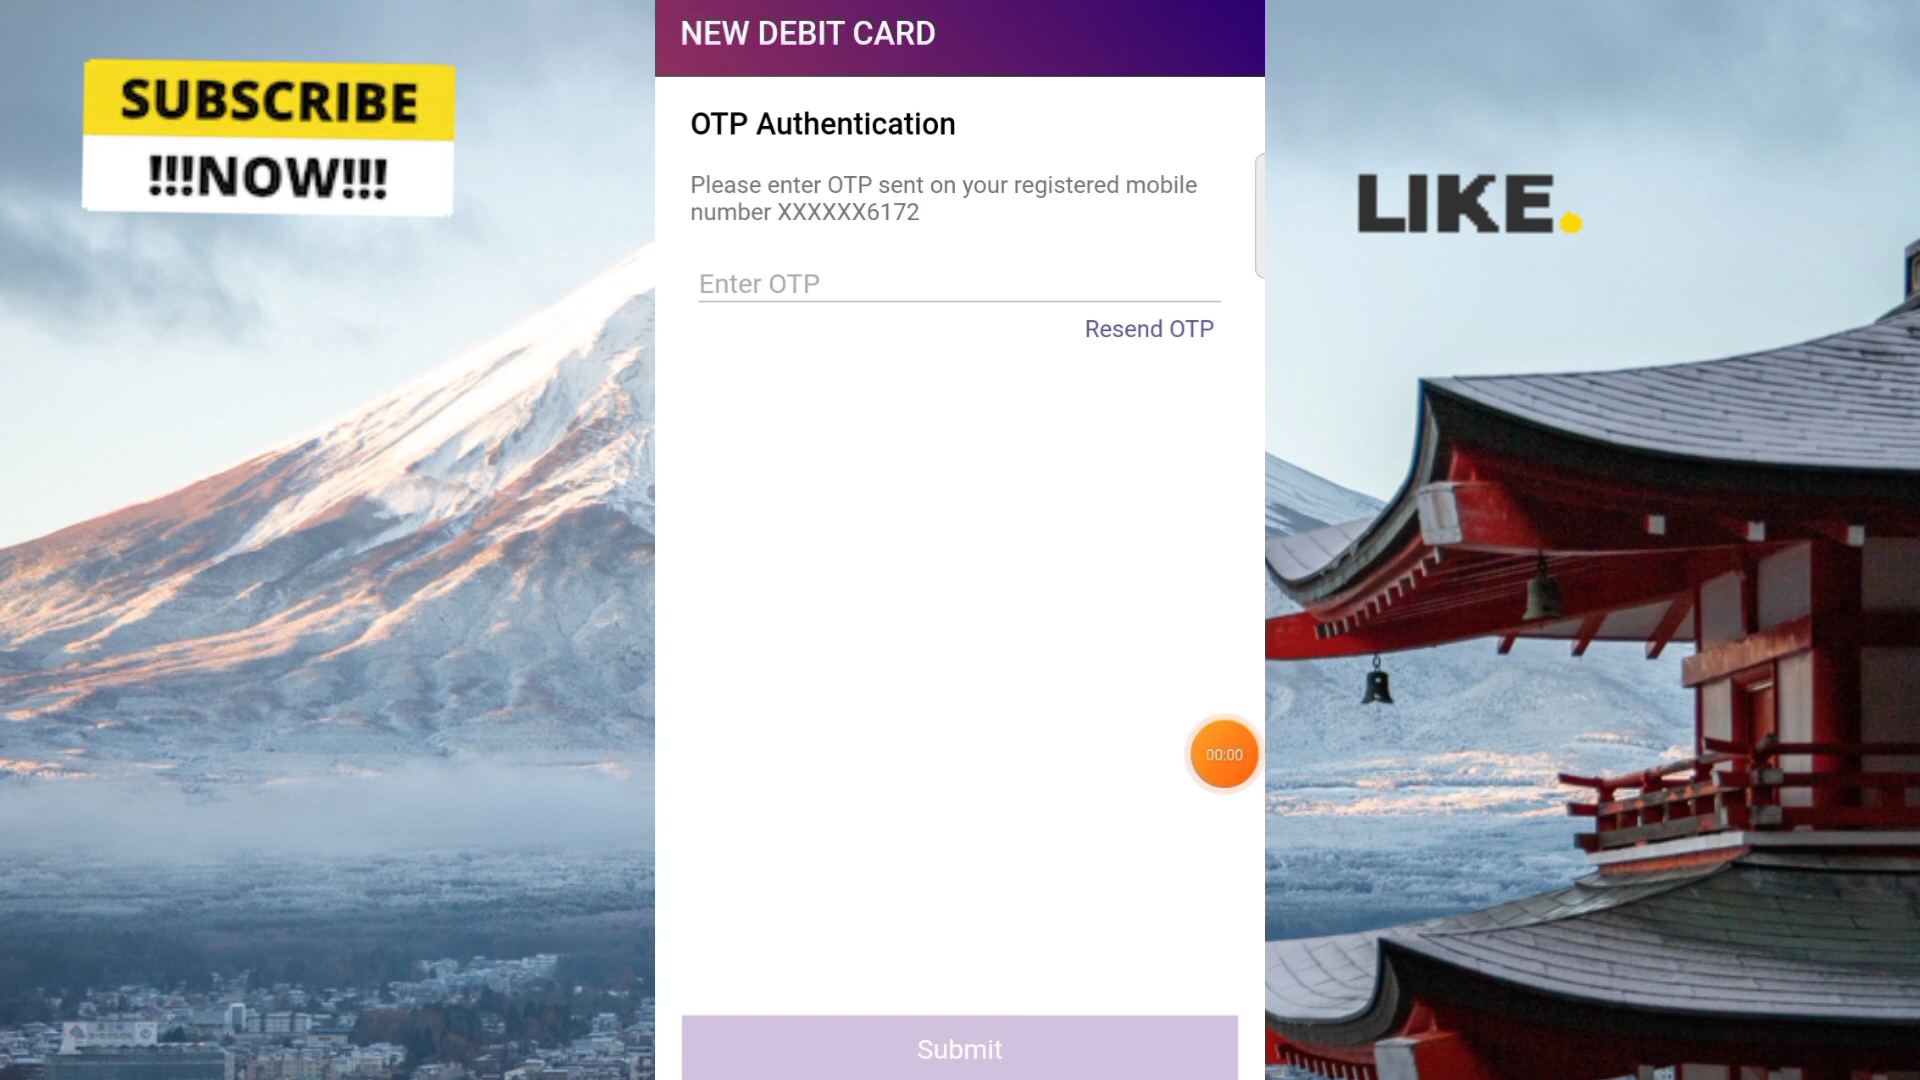 SUBSCRIBE
!!!NOW!!!
NEW DEBIT CARD
OTP Authentication
Please enter OTP sent on your registered mobile
number XXXXXX6172
Enter OTP
Resend OTP
00:00
Submit
LIKE.